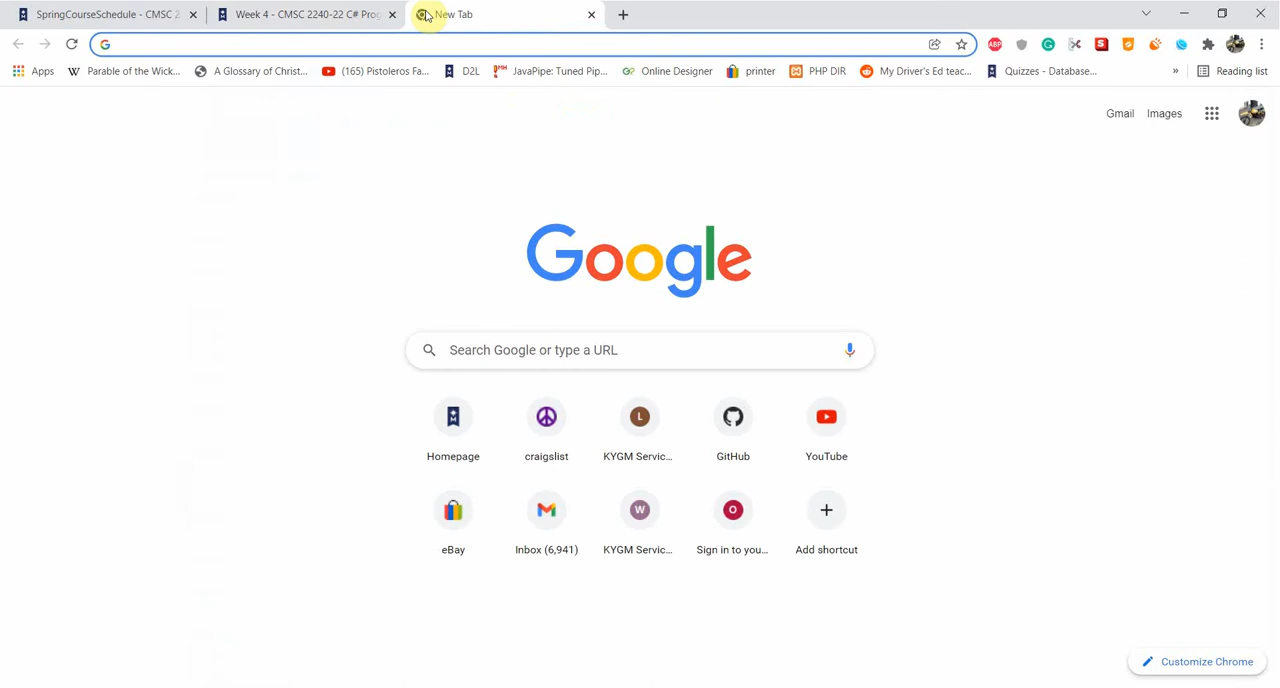 SpringCourseSchedule - CMSC 2
Week 4 - CMSC 2240-22 C# Prog
New Tab
Apps
Parable of the Wick...
A Glossary of Christ...
(165) Pistoleros Fa...
D2L
JavaPipe: Tuned Pip...
Online Designer
printer
PHP DIR
My Driver's Ed teac...
Quizzes - Database...
»
Reading list
Gmail
Images
Google
Search Google or type a URL
Homepage
craigslist
L
KYGM Servic...
GitHub
YouTube
eBay
Inbox (6,941)
W
KYGM Servic...
O
Sign in to you...
Add shortcut
Customize Chrome